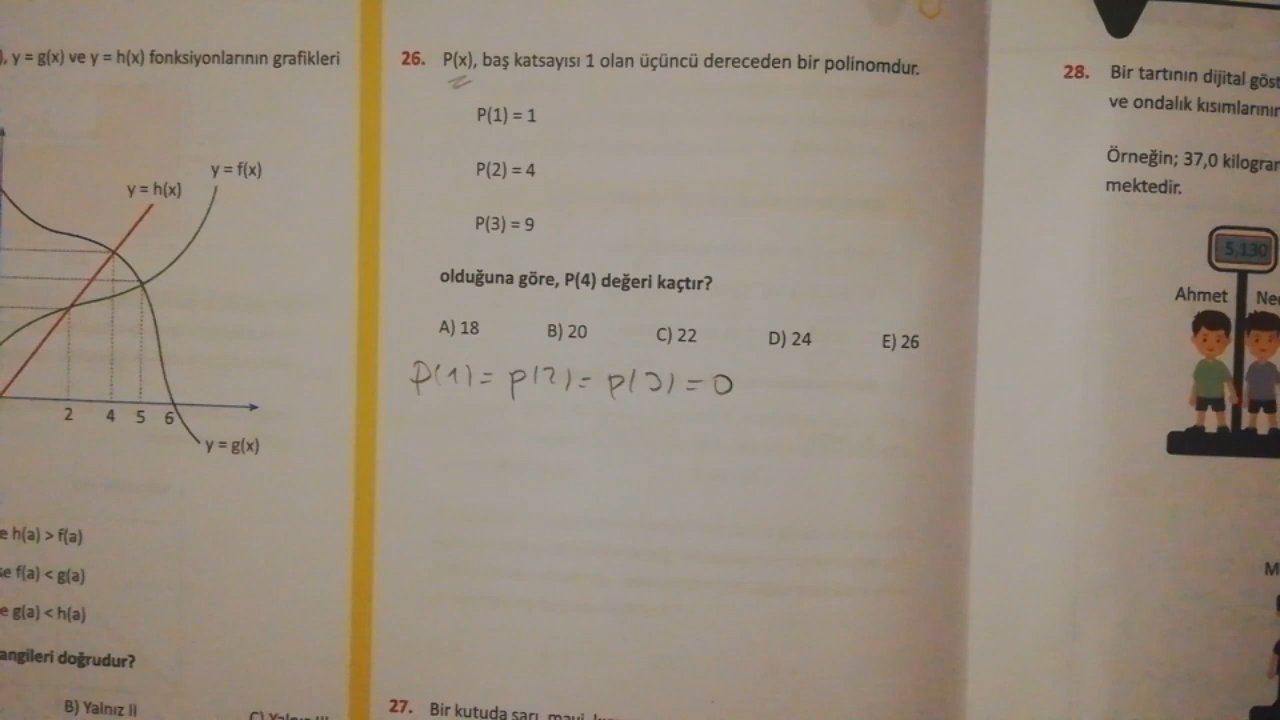 , y = g(x) ve y = h(x) fonksiyonlarının grafikleri
y = f(x)
y = h(x)
2 4 5 6
y = g(x)
h(a) > f(a)
f(a) < g(a)
g(a) < h(a)
angileri doğrudur?
B) Yalnız II
26. P(x), baş katsayısı 1 olan üçüncü dereceden bir polinomdur.
P(1) = 1
P(2) = 4
P(3) = 9
olduğuna göre, P(4) değeri kaçtır?
A) 18 B) 20 C) 22 D) 24 E) 26
P(1) = P(2) = P(3) = 0
27. Bir kutuda sarı, mavi,
28. Bir tartının dijital göst
ve ondalık kısımlarının
Örneğin; 37,0 kilogram
mektedir.
5,130
Ahmet Ne
M